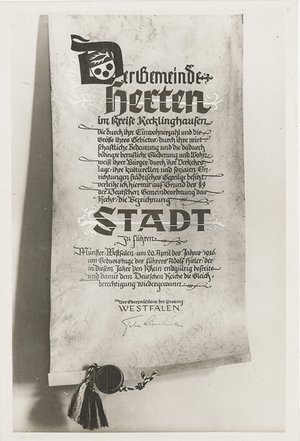 Der Gemeinde
Herten
im Kreise Recklinghausen
die durch ihre Einwohnerzahl und die
Größe ihres Gebietes, durch ihre wirt-
schaftliche Bedeutung und die dadurch
bedingte berufliche Gliederung und Wohn-
weise ihrer Bürger, durch ihre Verkehrs-
lage, ihre kulturellen und sozialen Ein-
richtungen städtisches Gepräge besitzt
verleihe ich hiermit auf Grund des § 9
der Deutschen Gemeindeordnung das
Recht, die Bezeichnung
STADT
zu führen.
Münster-Westfalen, am 20. April des Jahres 1936
am Geburtstage des Führers Adolf Hitler, der
in diesem Jahre den Rhein endgültig befreite
und damit dem Deutschen Reiche die Gleich-
berechtigung wiedergewann.
Der Oberpräsident der Provinz
WESTFALEN